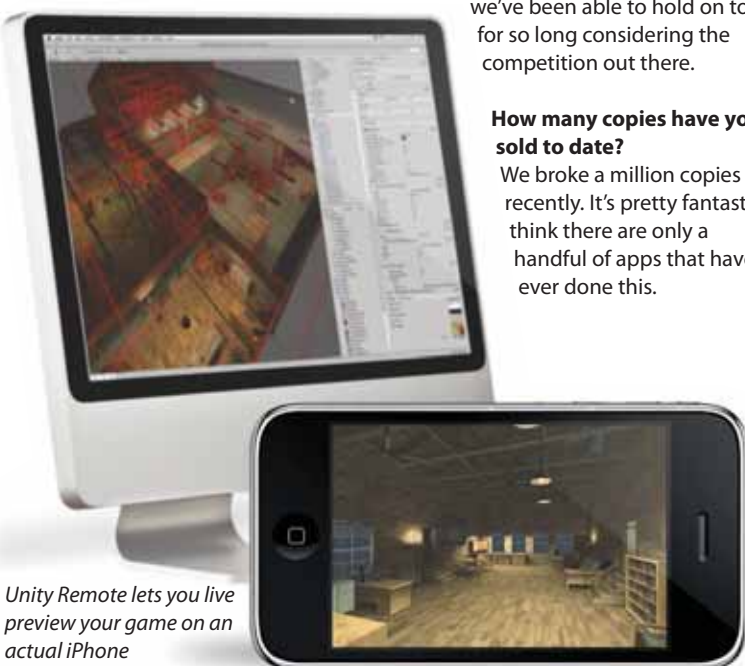 we've been able to hold on to
for so long considering the
competition out there.
How many copies have yo
sold to date?
We broke a million copies
recently. It's pretty fantast
think there are only a
handful of apps that have
ever done this.
Unity Remote lets you live
preview your game on an
actual iPhone